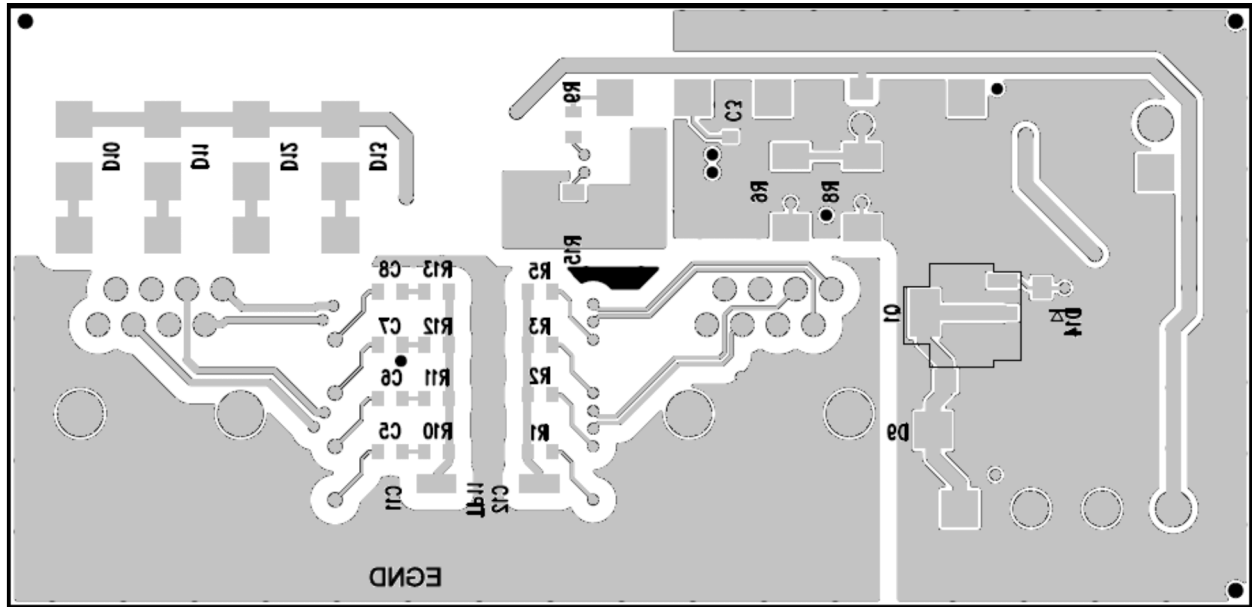 R9
C3
D10
D11
D12
D13
R6
R8
R15
C8
R13
R5
C7
R12
R3
Q1
D14
C6
R11
R2
C5
R10
R1
D9
C11
TP1
C12
EGND